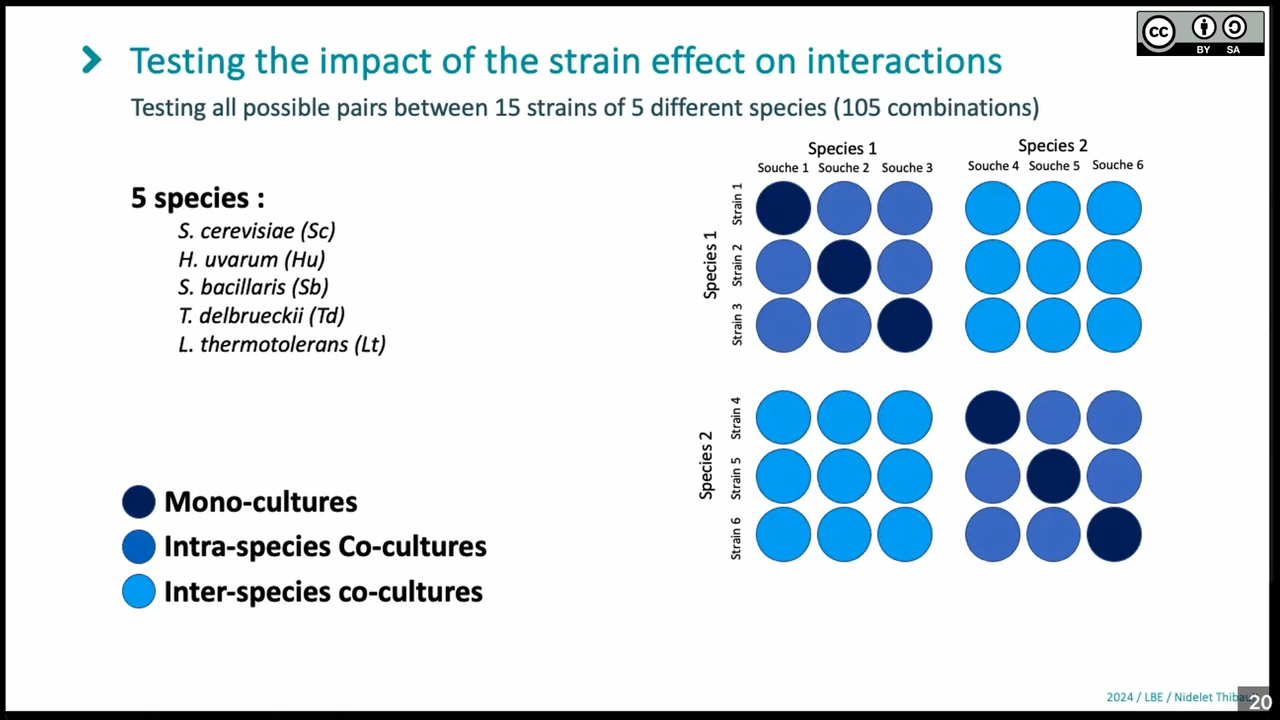 Testing the impact of the strain effect on interactions
cc BY SA
Testing all possible pairs between 15 strains of 5 different species (105 combinations)
Species 1
Species 2
Souche 1 Souche 2 Souche 3
Souche 4 Souche 5 Souche 6
5 species :
S. cerevisiae (Sc)
H. uvarum (Hu)
S. bacillaris (Sb)
T. delbrueckii (Td)
L. thermotolerans (Lt)
Species 1
Strain 1
Strain 2
Strain 3
Species 2
Strain 4
Strain 5
Strain 6
Mono-cultures
Intra-species Co-cultures
Inter-species co-cultures
2024 / LBE / Nidelet
20